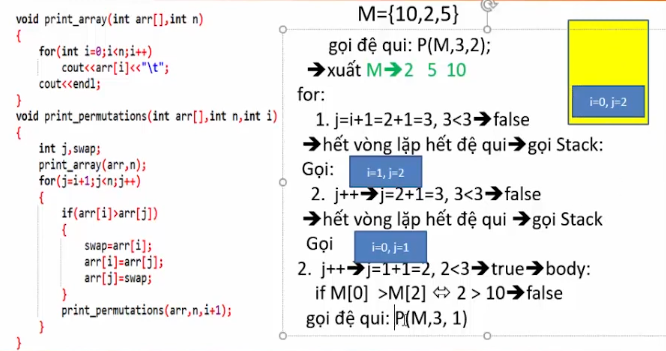 void print_array(int arr[],int n)
{
for(int i=0;i<n;i++)
cout<<arr[i]<<"\t";
cout<<endl;
}
void print_permutations(int arr[],int n,int i)
{
int j,swap;
print_array(arr,n);
for(j=i+1;j<n;j++)
{
if(arr[i]>arr[j])
{
swap=arr[i];
arr[i]=arr[j];
arr[j]=swap;
}
print_permutations(arr,n,i+1);
}
}
M={10,2,5}
gọi đệ qui: P(M,3,2);
➔xuất M➔2 5 10
for:
1. j=i+1=2+1=3, 3<3➔false
➔hết vòng lặp hết đệ qui➔gọi Stack:
Gọi: i=1, j=2
2. j++➔j=2+1=3, 3<3➔false
➔hết vòng lặp hết đệ qui ➔gọi Stack
Gọi i=0, j=1
2. j++➔j=1+1=2, 2<3➔true➔body:
if M[0] >M[2] ⇔ 2 > 10➔false
gọi đệ qui: P(M,3, 1)
i=0, j=2